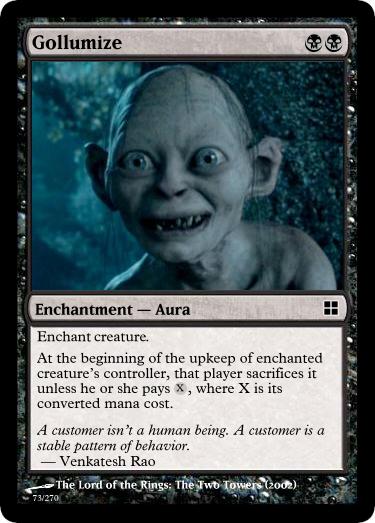 Gollumize
Enchantment — Aura
Enchant creature.
At the beginning of the upkeep of enchanted
creature's controller, that player sacrifices it
unless he or she pays X, where X is its
converted mana cost.
A customer isn't a human being. A customer is a
stable pattern of behavior.
— Venkatesh Rao
The Lord of the Rings: The Two Towers (2002)
73/270